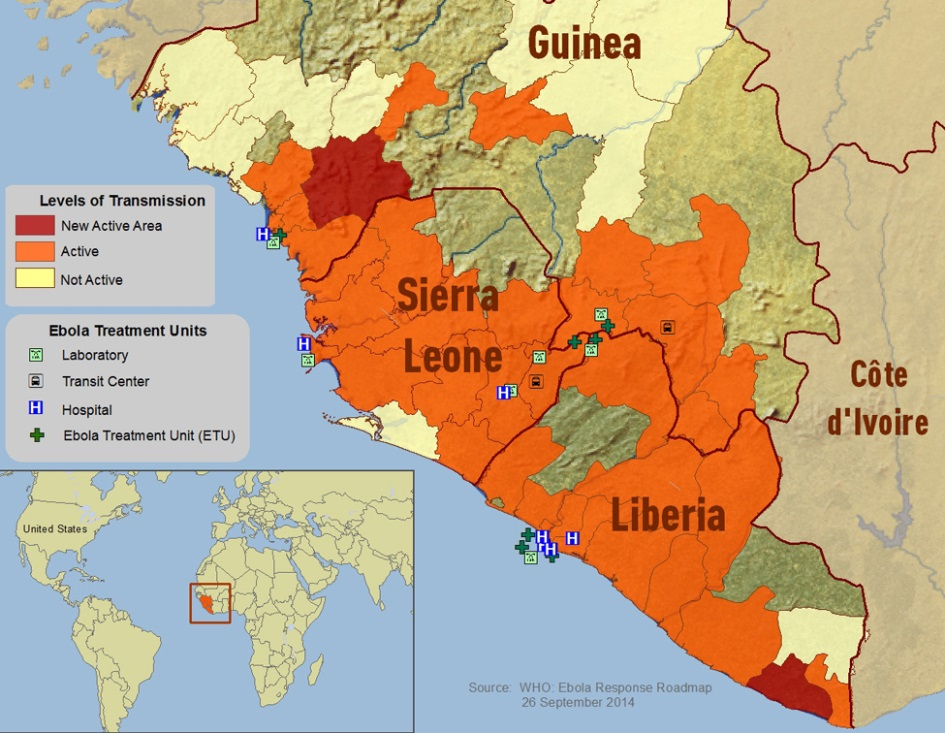 Guinea
Levels of Transmission
New Active Area
Active
Not Active
Sierra
Leone
Côte
d'Ivoire
Ebola Treatment Units
Laboratory
Transit Center
H
Hospital
Ebola Treatment Unit (ETU)
H
H
H
Liberia
H
H
H
United States
Source: WHO: Ebola Response Roadmap
26 September 2014